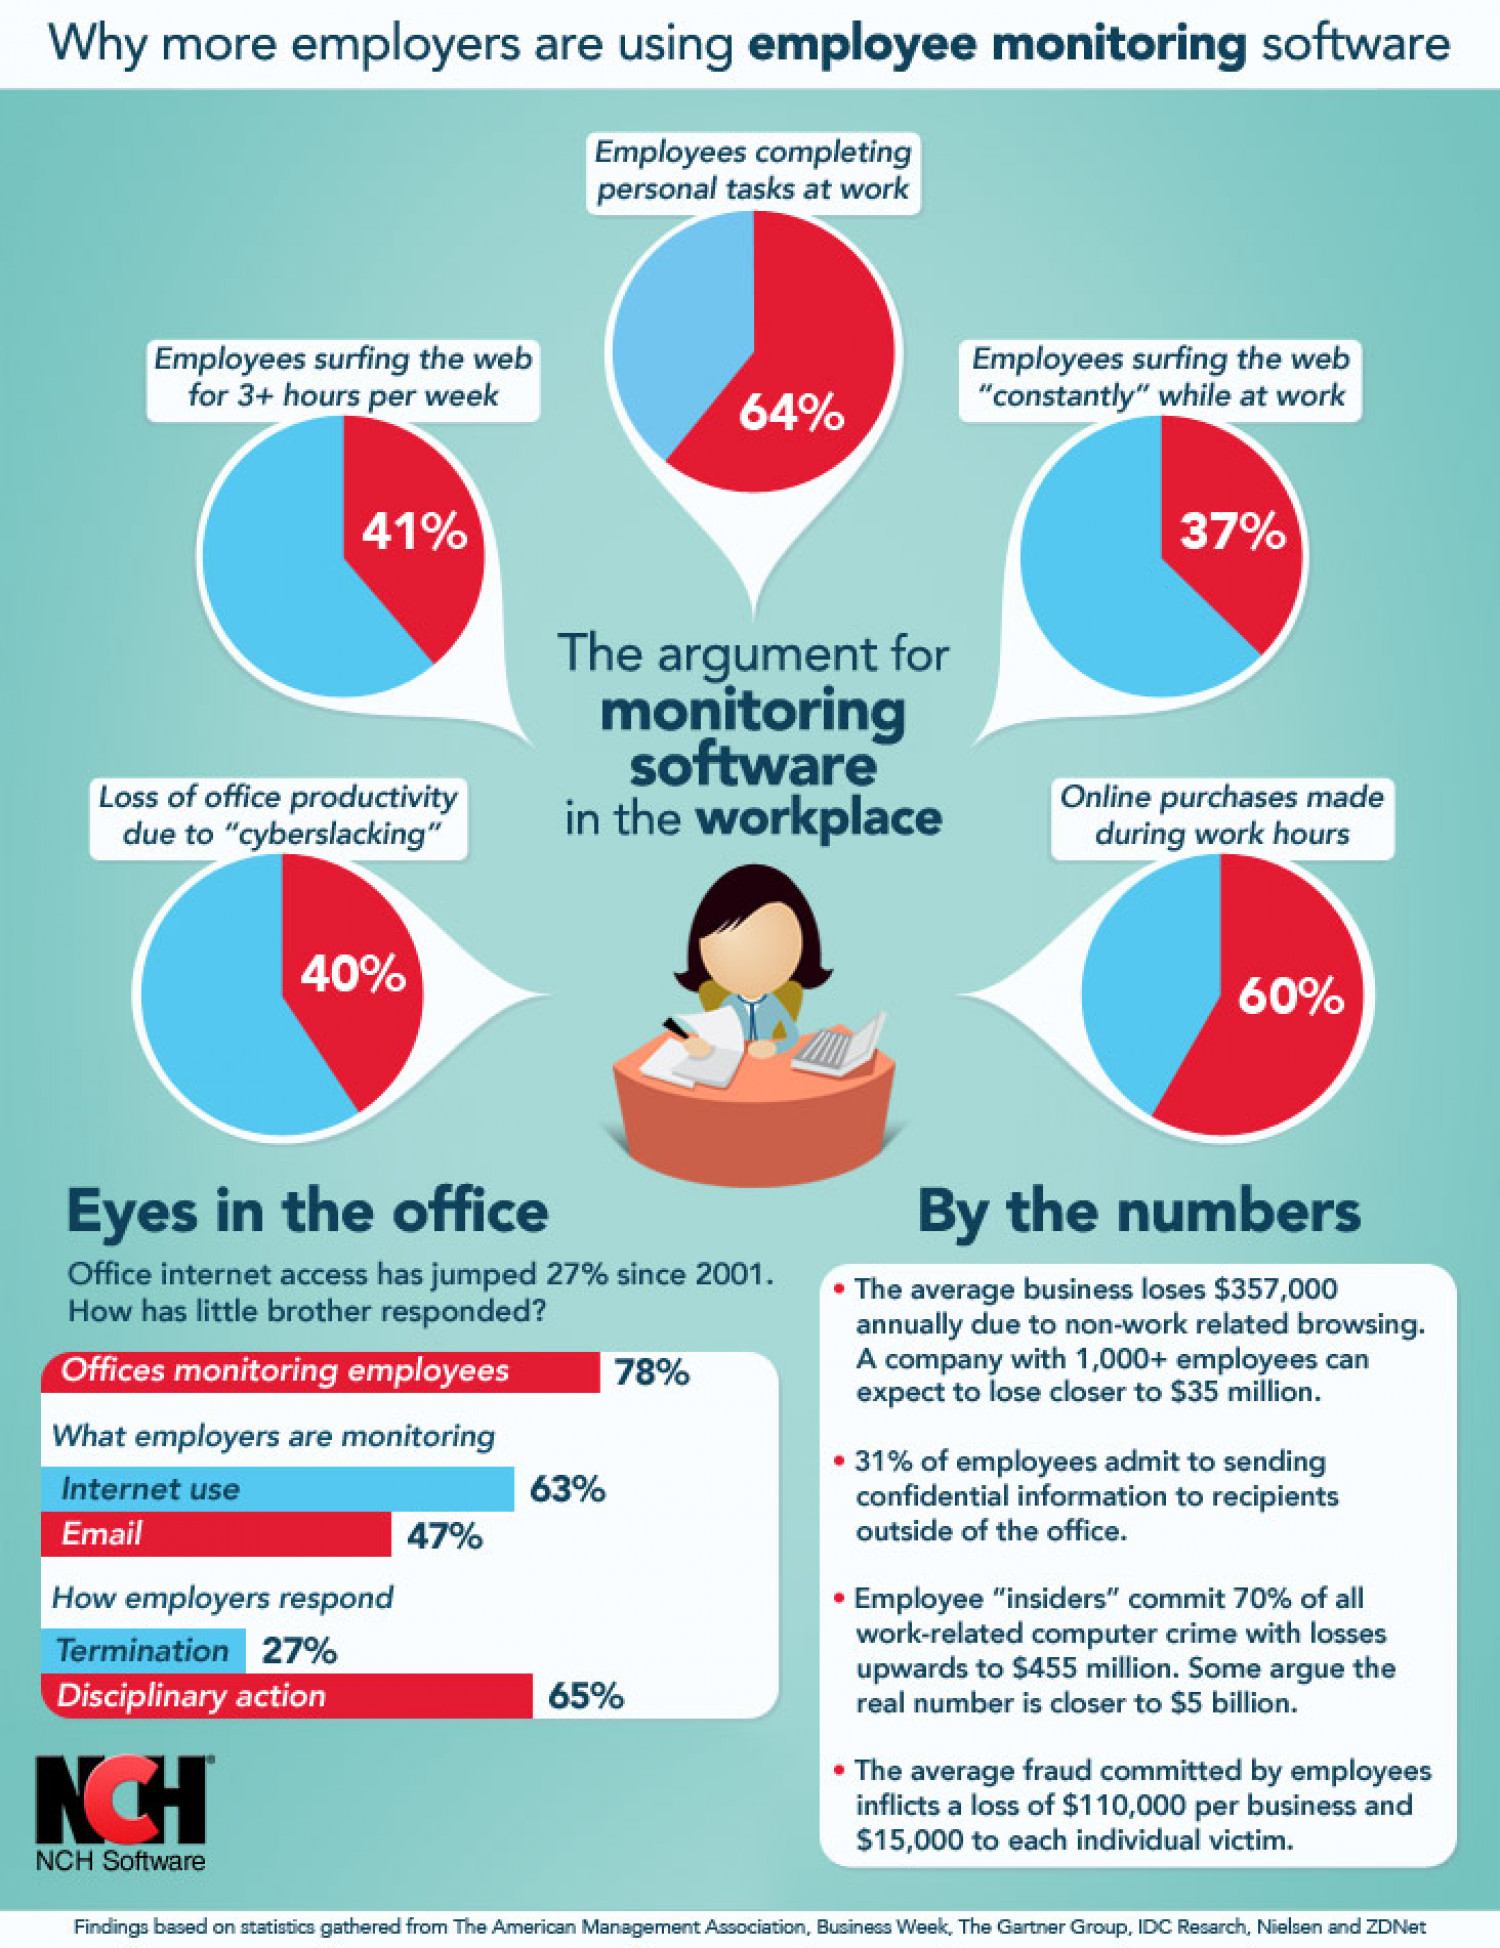 Why more employers are using employee monitoring software
Employees completing
personal tasks at work
64%
Employees surfing the web
for 3+ hours per week
41%
Employees surfing the web
“constantly” while at work
37%
The argument for
monitoring
software
in the workplace
Loss of office productivity
due to “cyberslacking”
40%
Online purchases made
during work hours
60%
Eyes in the office
Office internet access has jumped 27% since 2001.
How has little brother responded?
Offices monitoring employees 78%
What employers are monitoring
Internet use 63%
Email 47%
How employers respond
Termination 27%
Disciplinary action 65%
By the numbers
• The average business loses $357,000
annually due to non-work related browsing.
A company with 1,000+ employees can
expect to lose closer to $35 million.
• 31% of employees admit to sending
confidential information to recipients
outside of the office.
• Employee “insiders” commit 70% of all
work-related computer crime with losses
upwards to $455 million. Some argue the
real number is closer to $5 billion.
• The average fraud committed by employees
inflicts a loss of $110,000 per business and
$15,000 to each individual victim.
NCH®
NCH Software
Findings based on statistics gathered from The American Management Association, Business Week, The Gartner Group, IDC Resarch, Nielsen and ZDNet